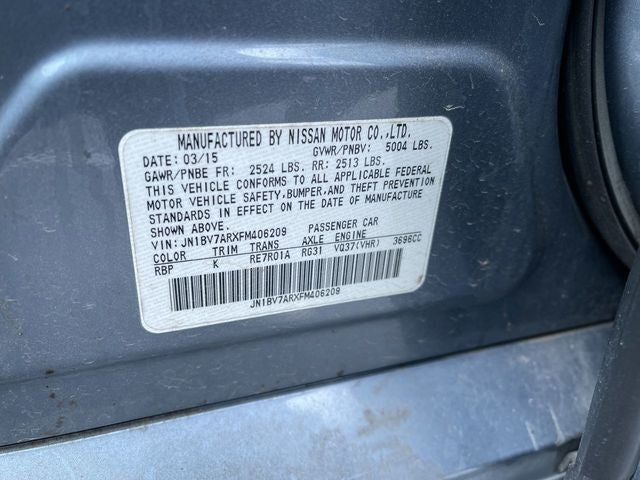 MANUFACTURED BY NISSAN MOTOR CO.,LTD.
DATE: 03/15 GVWR/PNBV: 5004 LBS.
GAWR/PNBE FR: 2524 LBS. RR: 2513 LBS.
THIS VEHICLE CONFORMS TO ALL APPLICABLE FEDERAL
MOTOR VEHICLE SAFETY, BUMPER, AND THEFT PREVENTION
STANDARDS IN EFFECT ON THE DATE OF MANUFACTURE
SHOWN ABOVE.
VIN: JN1BV7ARXFM406209 PASSENGER CAR
COLOR TRIM TRANS AXLE ENGINE
RBP K RE7R01A RG31 VQ37(VHR) 3696CC
JN1BV7ARXFM406209